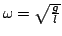 ω = √(g/l)